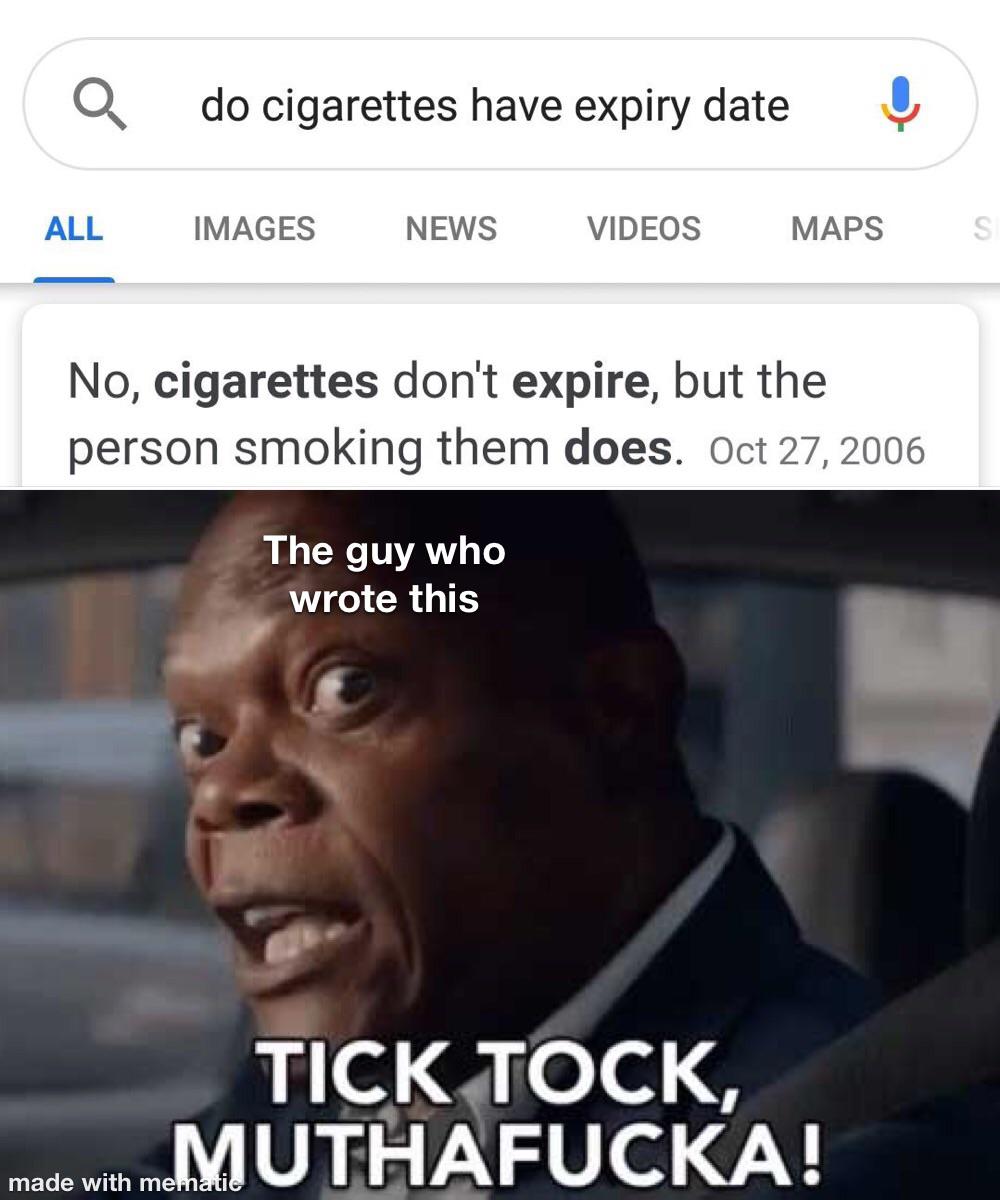 do cigarettes have expiry date
ALL IMAGES NEWS VIDEOS MAPS
No, cigarettes don't expire, but the
person smoking them does. Oct 27, 2006
The guy who
wrote this
TICK TOCK,
MUTHAFUCKA!
made with mematic